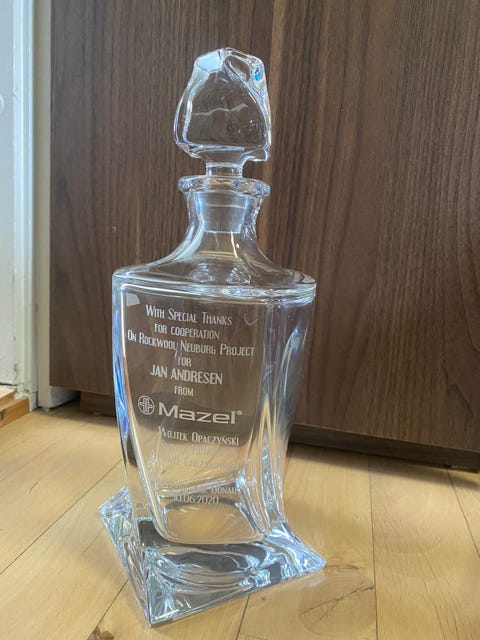 With Special Thanks
for cooperation
On Rockwool Neuburg Project
for
Jan Andresen
from
Mazel®
Wojtek Opaczyński
10.06.2020